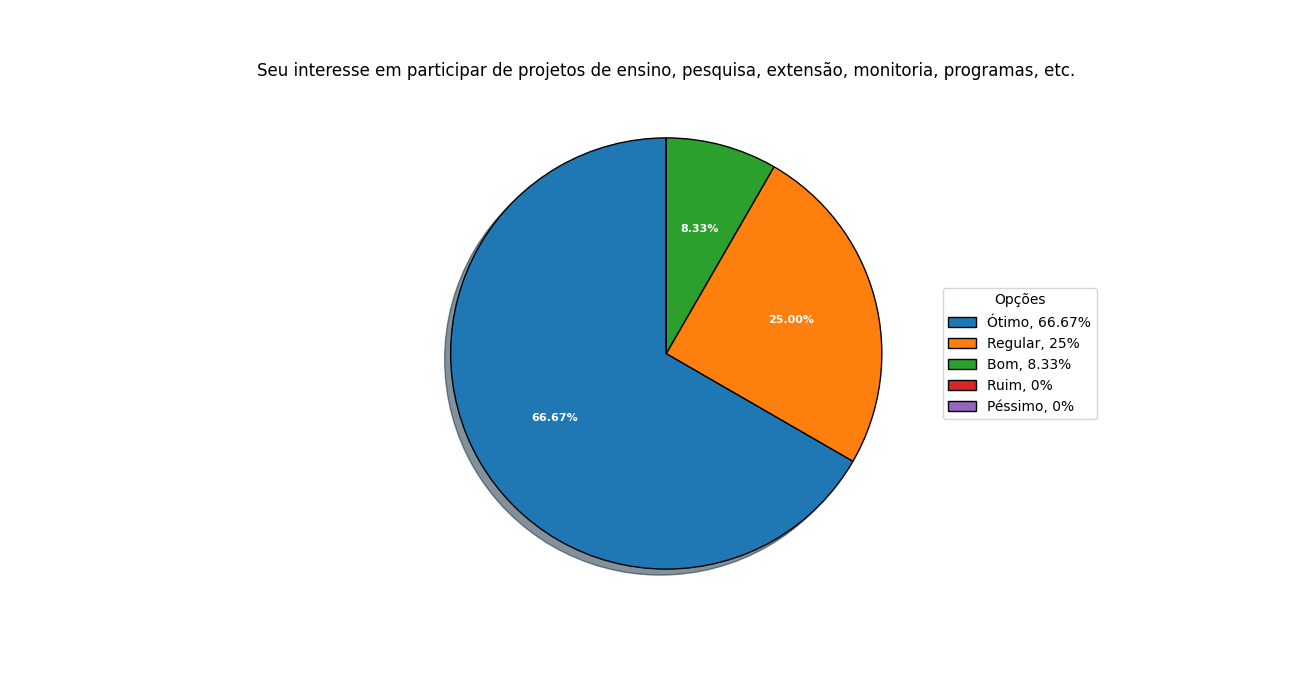 Seu interesse em participar de projetos de ensino, pesquisa, extensão, monitoria, programas, etc.
8.33%
25.00%
66.67%
Opções
Ótimo, 66.67%
Regular, 25%
Bom, 8.33%
Ruim, 0%
Péssimo, 0%